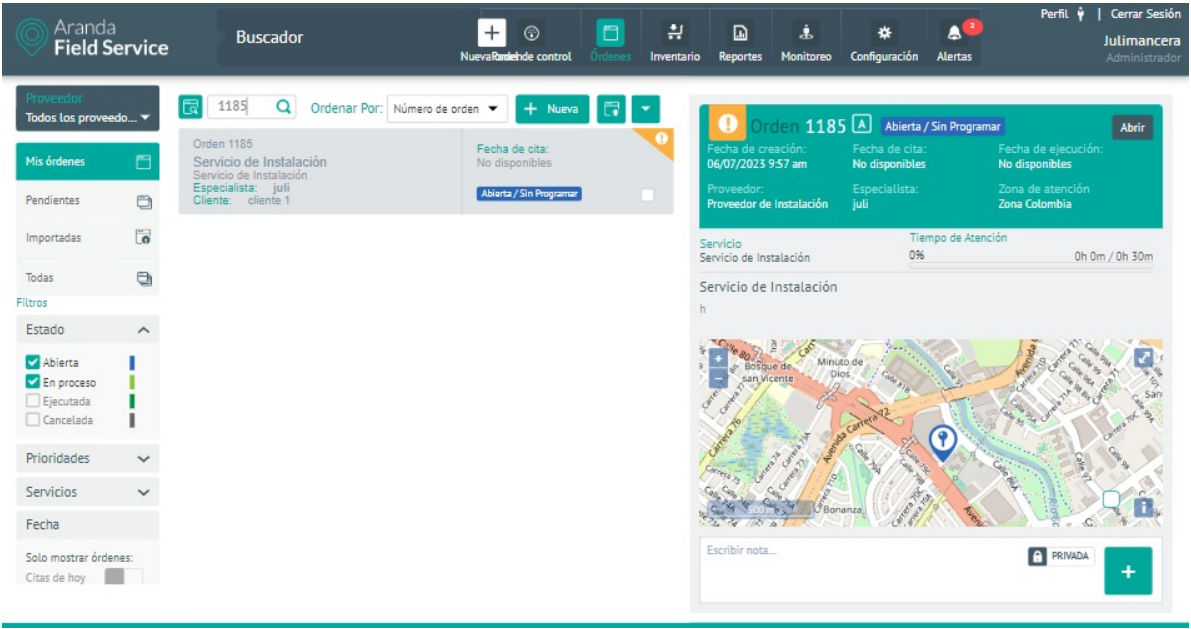 Aranda
Field Service
Buscador
Nueva
de control
Órdenes
Inventario
Reportes
Monitoreo
Configuración
Alertas
2
Perfil | Cerrar Sesión
Julimancera
Administrador
Proveedor
Todos los proveedo...
Mis órdenes
Pendientes
Importadas
Todas
Filtros
Estado
Abierta
En proceso
Ejecutada
Cancelada
Prioridades
Servicios
Fecha
Solo mostrar órdenes:
Citas de hoy
1185
Ordenar Por: Número de orden
+ Nueva
Orden 1185
Servicio de Instalación
Servicio de Instalación
Especialista: juli
Cliente: cliente 1
Fecha de cita:
No disponibles
Abierta / Sin Programar
Orden 1185 A Abierta / Sin Programar
Abrir
Fecha de creación: Fecha de cita: Fecha de ejecución:
06/07/2023 9:57 am No disponibles No disponibles
Proveedor: Especialista: Zona de atención
Proveedor de Instalación juli Zona Colombia
Servicio
Servicio de Instalación
Tiempo de Atención
0% 0h 0m / 0h 30m
Servicio de Instalación
h
Calle 80
Bosque de
san Vicente
Minuto de
Dios
Avenida Carrera 72
Bonanza
500 m
Escribir nota...
PRIVADA
+